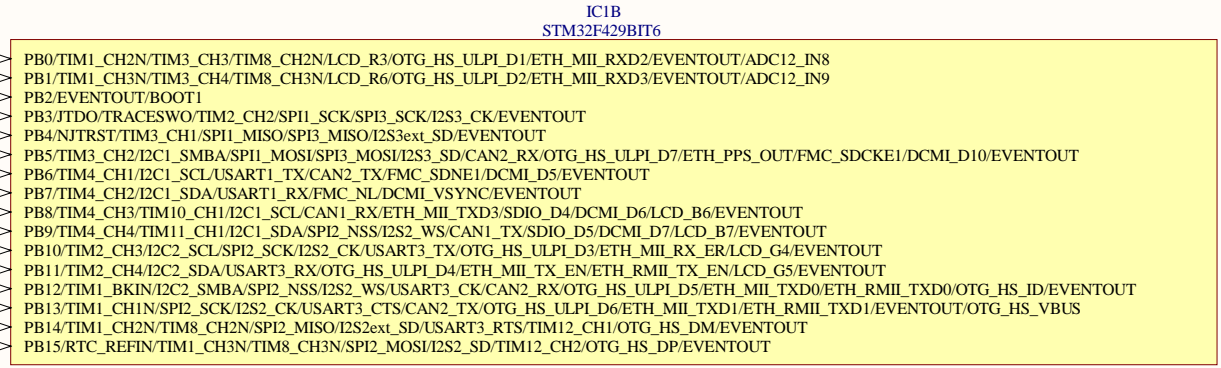 IC1B
STM32F429BIT6
PB0/TIM1_CH2N/TIM3_CH3/TIM8_CH2N/LCD_R3/OTG_HS_ULPI_D1/ETH_MII_RXD2/EVENTOUT/ADC12_IN8
PB1/TIM1_CH3N/TIM3_CH4/TIM8_CH3N/LCD_R6/OTG_HS_ULPI_D2/ETH_MII_RXD3/EVENTOUT/ADC12_IN9
PB2/EVENTOUT/BOOT1
PB3/JTDO/TRACESWO/TIM2_CH2/SPI1_SCK/SPI3_SCK/I2S3_CK/EVENTOUT
PB4/NJTRST/TIM3_CH1/SPI1_MISO/SPI3_MISO/I2S3ext_SD/EVENTOUT
PB5/TIM3_CH2/I2C1_SMBA/SPI1_MOSI/SPI3_MOSI/I2S3_SD/CAN2_RX/OTG_HS_ULPI_D7/ETH_PPS_OUT/FMC_SDCKE1/DCMI_D10/EVENTOUT
PB6/TIM4_CH1/I2C1_SCL/USART1_TX/CAN2_TX/FMC_SDNE1/DCMI_D5/EVENTOUT
PB7/TIM4_CH2/I2C1_SDA/USART1_RX/FMC_NL/DCMI_VSYNC/EVENTOUT
PB8/TIM4_CH3/TIM10_CH1/I2C1_SCL/CAN1_RX/ETH_MII_TXD3/SDIO_D4/DCMI_D6/LCD_B6/EVENTOUT
PB9/TIM4_CH4/TIM11_CH1/I2C1_SDA/SPI2_NSS/I2S2_WS/CAN1_TX/SDIO_D5/DCMI_D7/LCD_B7/EVENTOUT
PB10/TIM2_CH3/I2C2_SCL/SPI2_SCK/I2S2_CK/USART3_TX/OTG_HS_ULPI_D3/ETH_MII_RX_ER/LCD_G4/EVENTOUT
PB11/TIM2_CH4/I2C2_SDA/USART3_RX/OTG_HS_ULPI_D4/ETH_MII_TX_EN/ETH_RMII_TX_EN/LCD_G5/EVENTOUT
PB12/TIM1_BKIN/I2C2_SMBA/SPI2_NSS/I2S2_WS/USART3_CK/CAN2_RX/OTG_HS_ULPI_D5/ETH_MII_TXD0/ETH_RMII_TXD0/OTG_HS_ID/EVENTOUT
PB13/TIM1_CH1N/SPI2_SCK/I2S2_CK/USART3_CTS/CAN2_TX/OTG_HS_ULPI_D6/ETH_MII_TXD1/ETH_RMII_TXD1/EVENTOUT/OTG_HS_VBUS
PB14/TIM1_CH2N/TIM8_CH2N/SPI2_MISO/I2S2ext_SD/USART3_RTS/TIM12_CH1/OTG_HS_DM/EVENTOUT
PB15/RTC_REFIN/TIM1_CH3N/TIM8_CH3N/SPI2_MOSI/I2S2_SD/TIM12_CH2/OTG_HS_DP/EVENTOUT